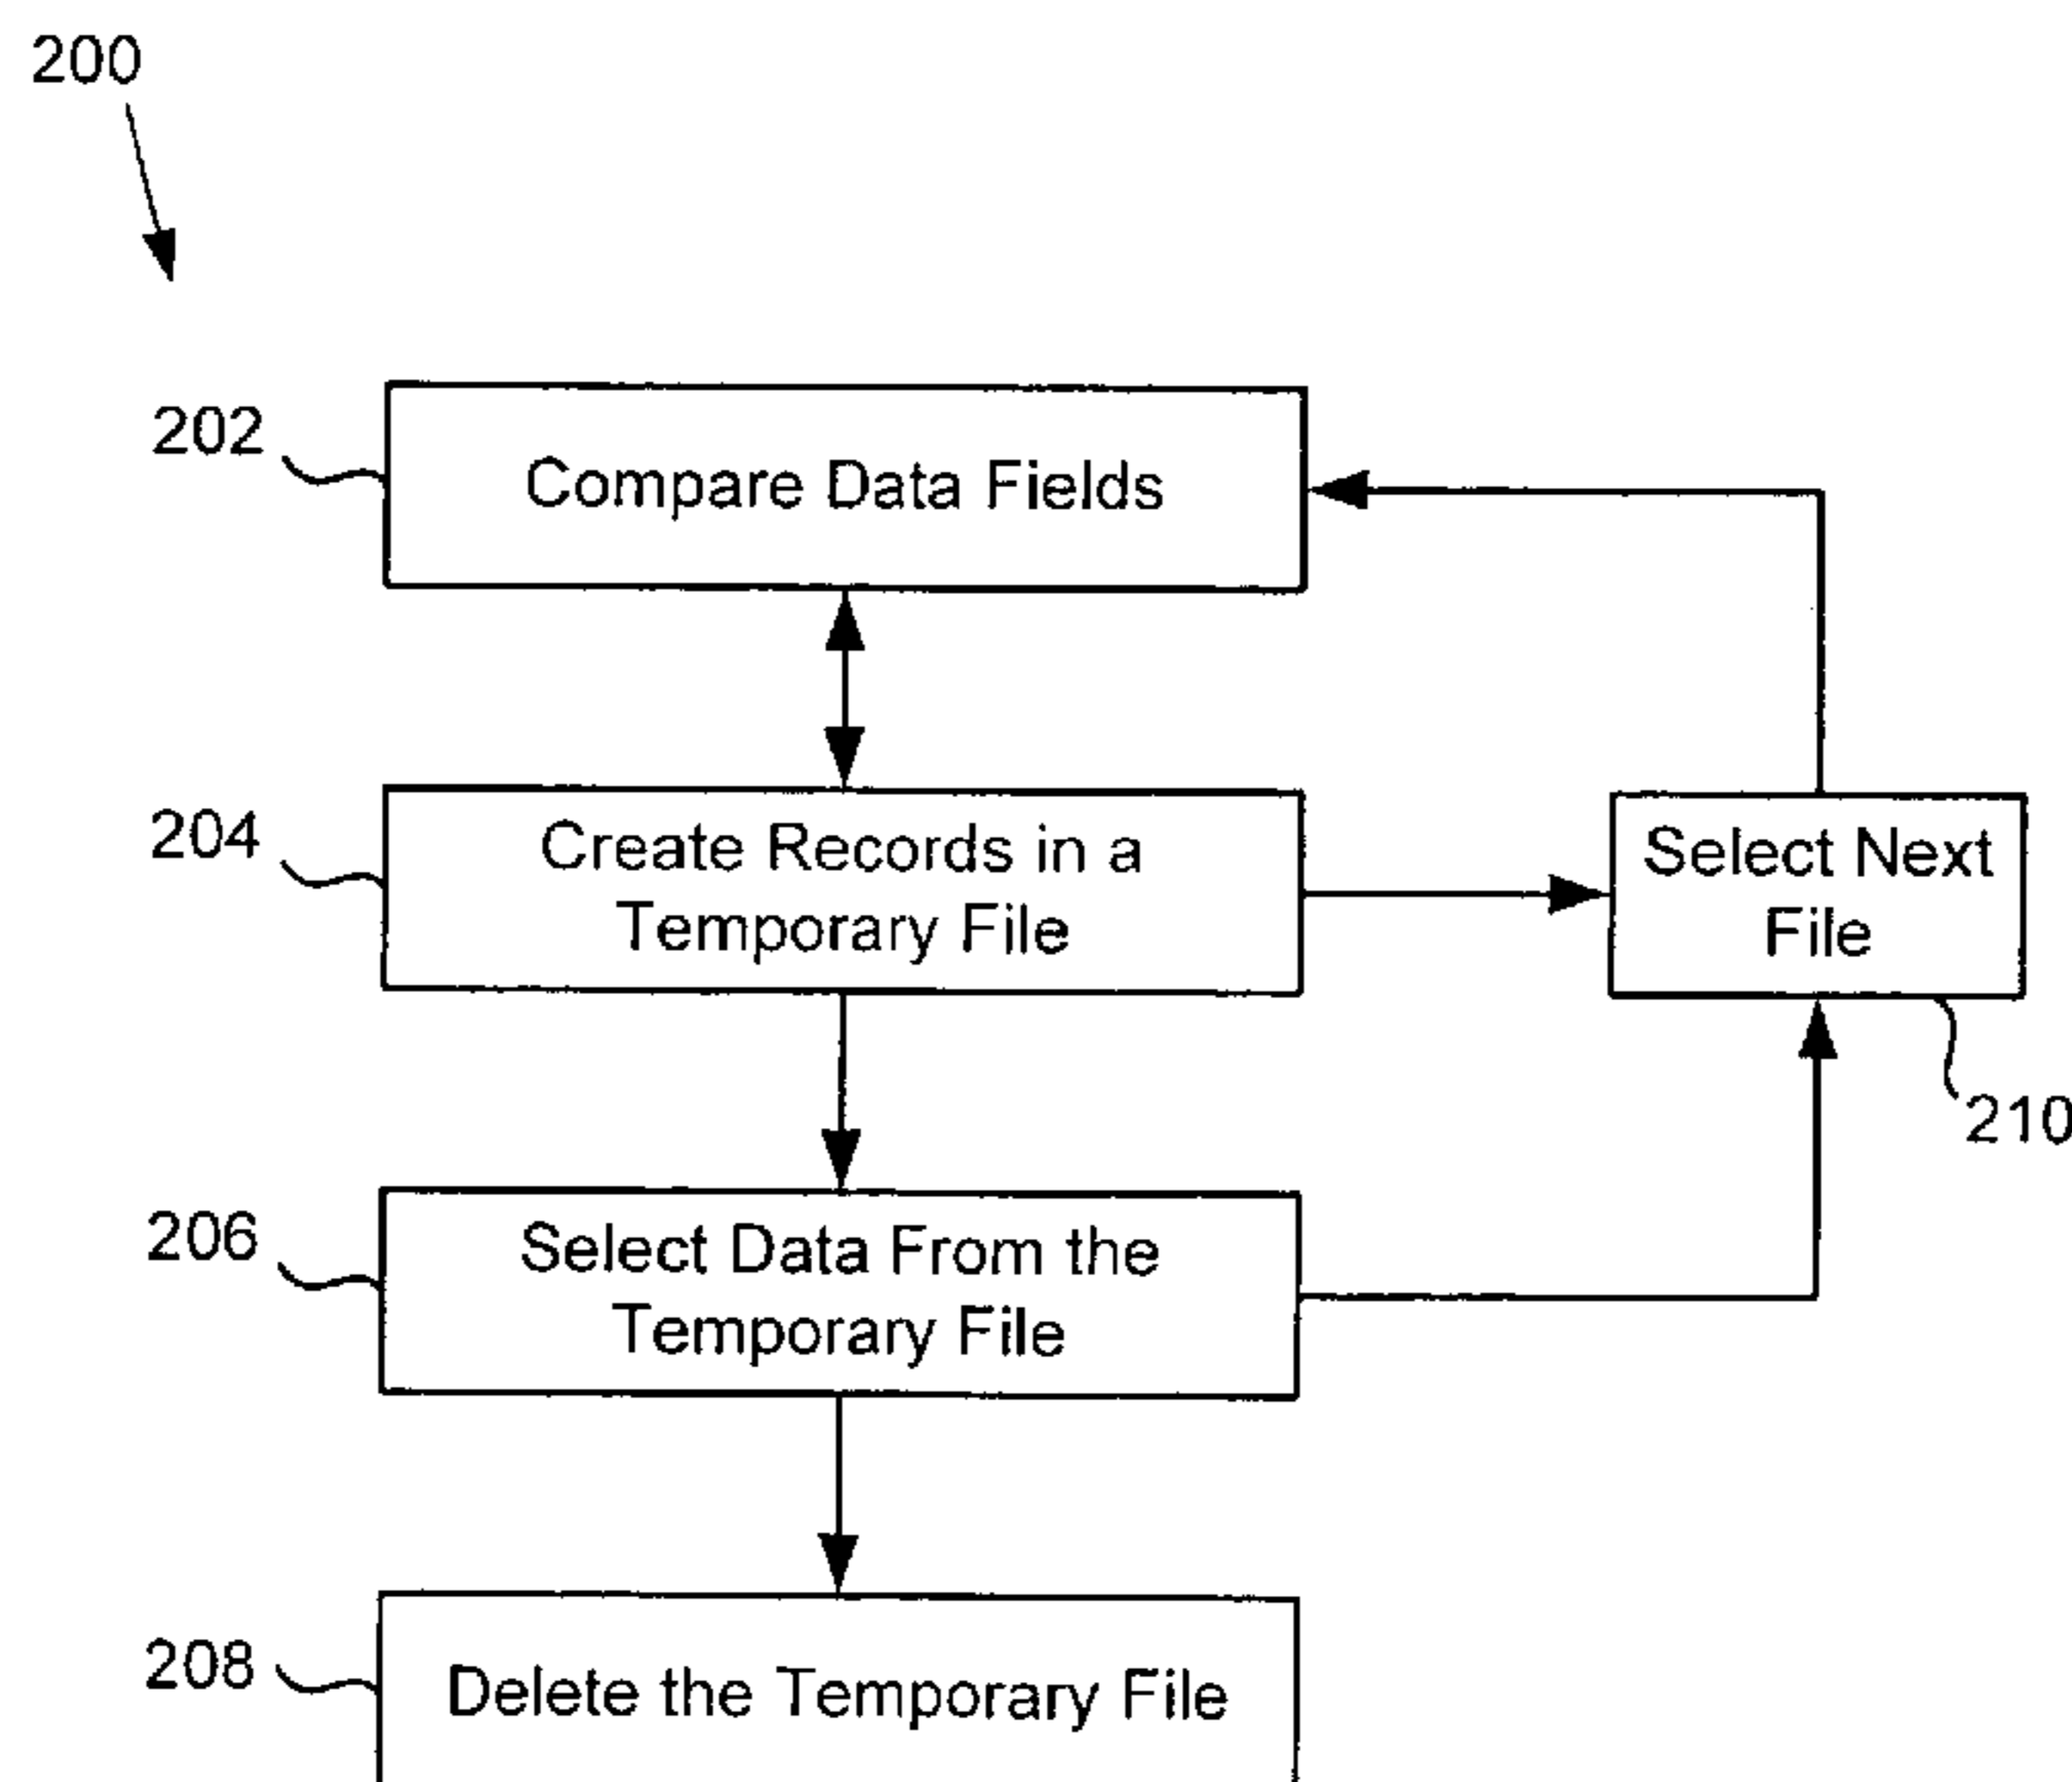 200
202
Compare Data Fields
204
Create Records in a
Temporary File
Select Next
File
210
206
Select Data From the
Temporary File
208
Delete the Temporary File